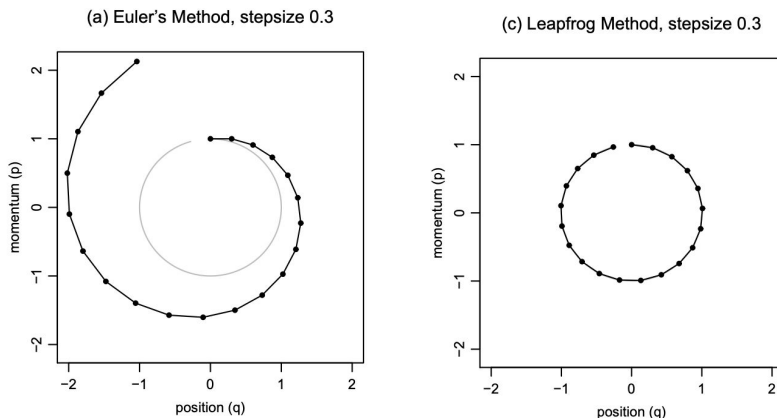 (a) Euler's Method, stepsize 0.3
(c) Leapfrog Method, stepsize 0.3
momentum (p)
2
1
0
−1
−2
−2 −1 0 1 2
position (q)
momentum (p)
2
1
0
−1
−2
−2 −1 0 1 2
position (q)